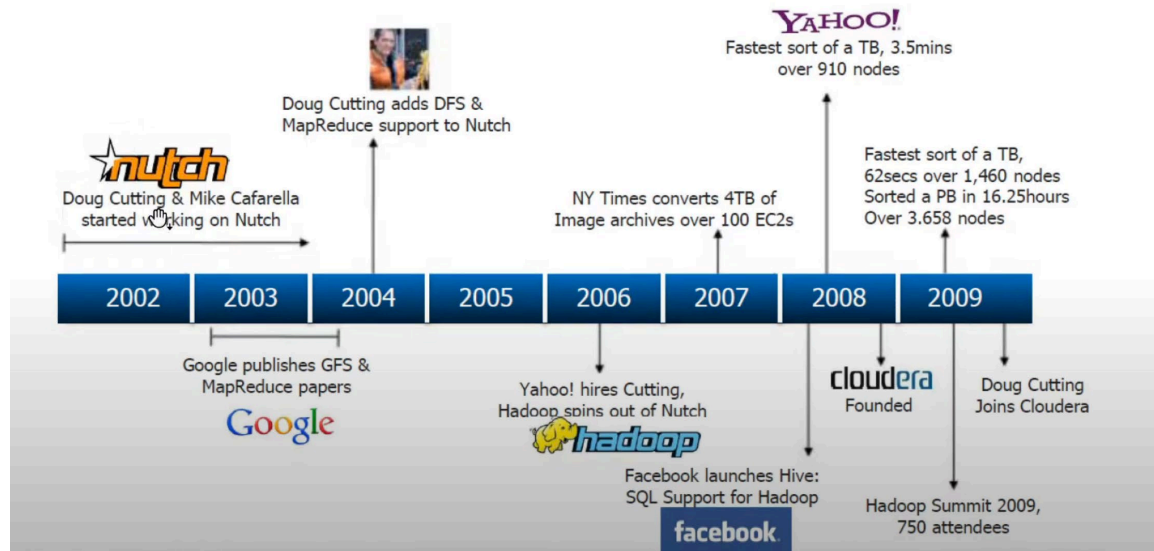 YAHOO!
Fastest sort of a TB, 3.5mins
over 910 nodes
Doug Cutting adds DFS &
MapReduce support to Nutch
nutch
Doug Cutting & Mike Cafarella
started working on Nutch
NY Times converts 4TB of
Image archives over 100 EC2s
Fastest sort of a TB,
62secs over 1,460 nodes
Sorted a PB in 16.25hours
Over 3.658 nodes
2002 2003 2004 2005 2006 2007 2008 2009
Google publishes GFS &
MapReduce papers
Google
Yahoo! hires Cutting,
Hadoop spins out of Nutch
hadoop
Facebook launches Hive:
SQL Support for Hadoop
facebook
cloudera
Founded
Doug Cutting
Joins Cloudera
Hadoop Summit 2009,
750 attendees